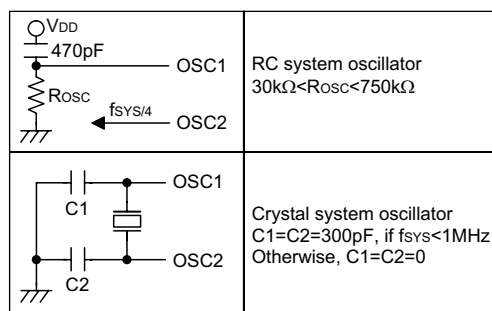 VDD
470pF
OSC1
ROSC
fSYS/4
OSC2
RC system oscillator
30kΩ<ROSC<750kΩ
OSC1
C1
OSC2
C2
Crystal system oscillator
C1=C2=300pF, if fSYS<1MHz
Otherwise, C1=C2=0